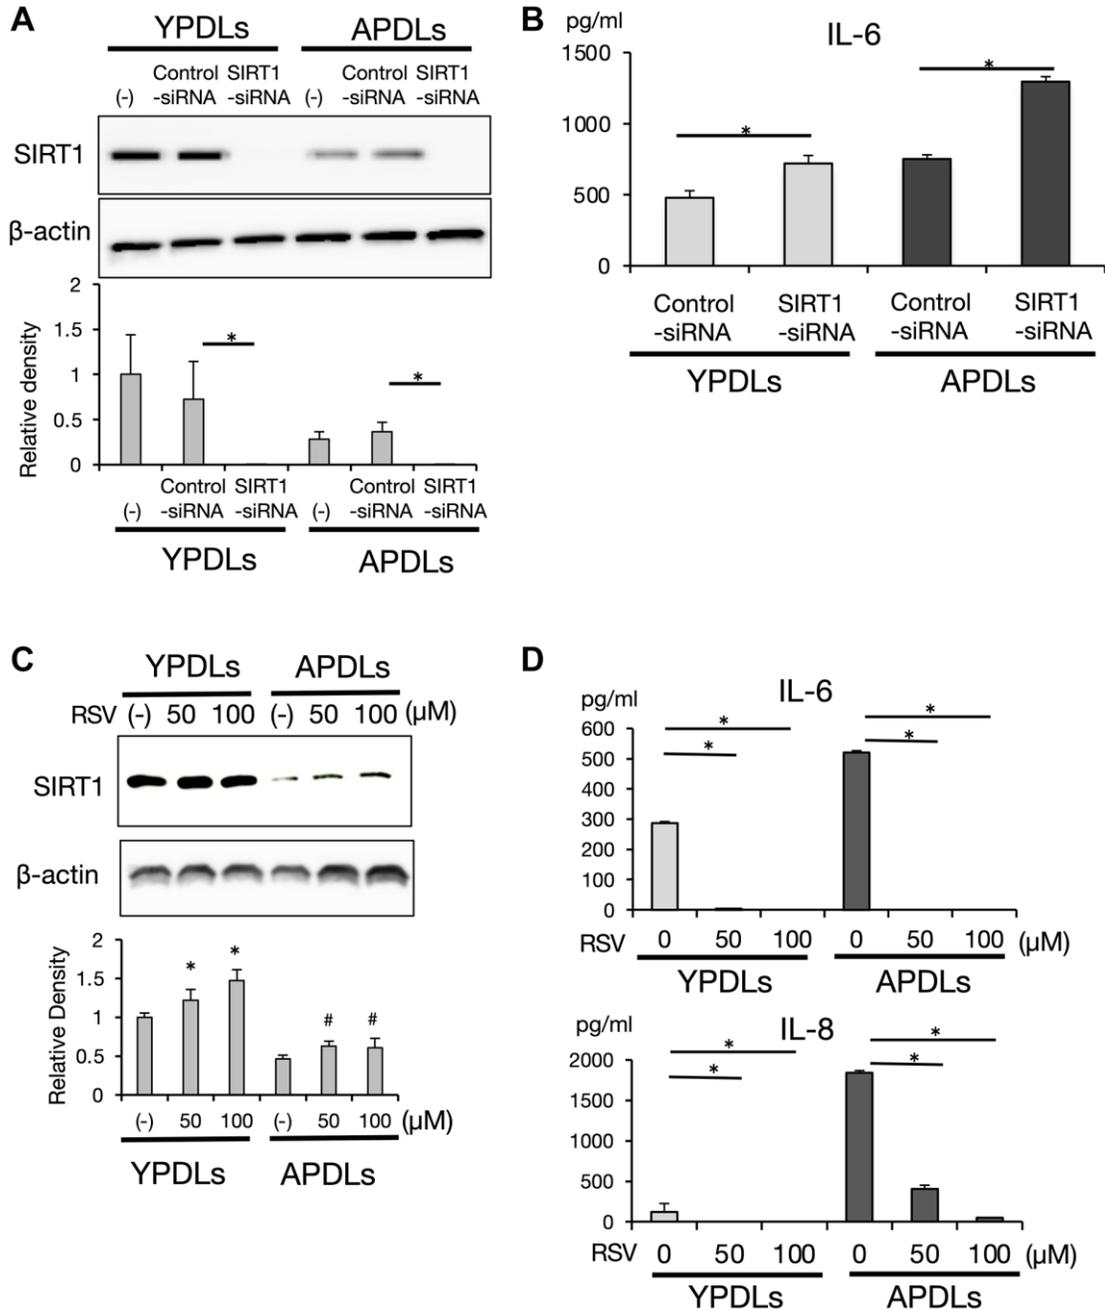 A
YPDLs APDLs
Control SIRT1 Control SIRT1
(-) -siRNA -siRNA (-) -siRNA -siRNA
SIRT1
β-actin
2
1.5
1
0.5
0
Relative density
* *
Control SIRT1 Control SIRT1
(-) -siRNA -siRNA (-) -siRNA -siRNA
YPDLs APDLs
B
pg/ml
IL-6
1500
1000
500
0
* *
Control SIRT1 Control SIRT1
-siRNA -siRNA -siRNA -siRNA
YPDLs APDLs
C
YPDLs APDLs
RSV (-) 50 100 (-) 50 100 (μM)
SIRT1
β-actin
2
1.5
1
0.5
0
Relative Density
* * # #
(-) 50 100 (-) 50 100 (μM)
YPDLs APDLs
D
pg/ml
IL-6
600
500
400
300
200
100
0
* *
* *
RSV 0 50 100 0 50 100 (μM)
YPDLs APDLs
pg/ml
IL-8
2000
1500
1000
500
0
* *
* *
RSV 0 50 100 0 50 100 (μM)
YPDLs APDLs